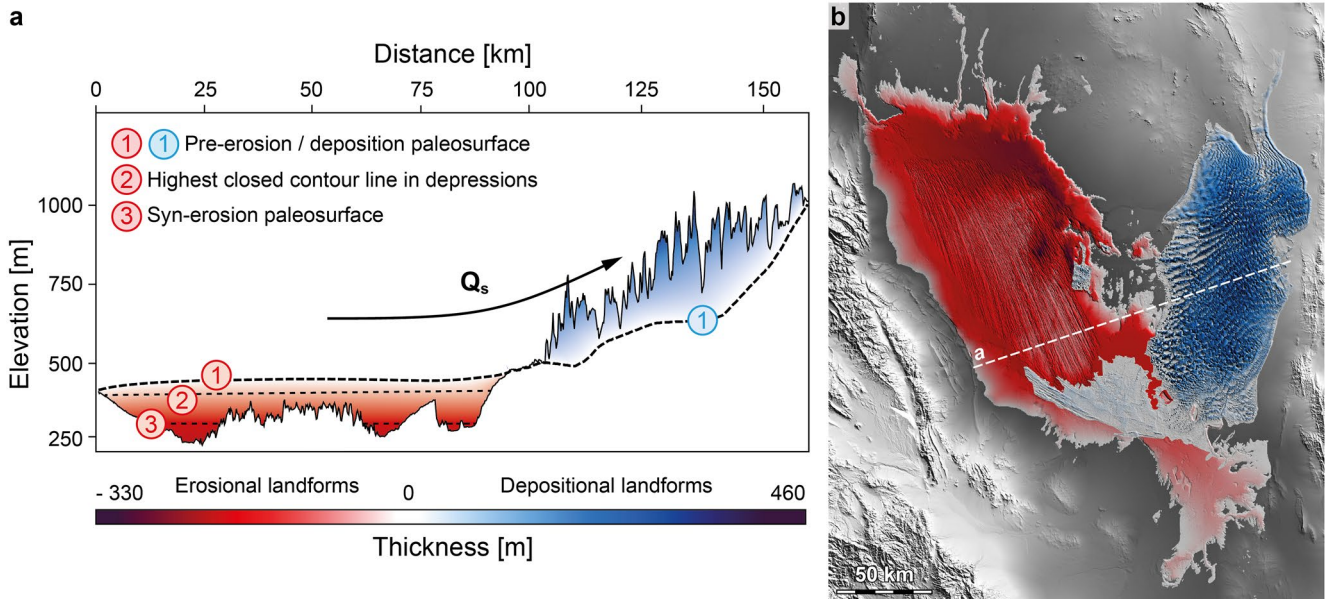 a
Distance [km]
0 25 50 75 100 125 150
1 1 Pre-erosion / deposition paleosurface
2 Highest closed contour line in depressions
3 Syn-erosion paleosurface
Elevation [m]
1000
750
500
250
Qs
1
1
2
3
- 330 Erosional landforms 0 Depositional landforms 460
Thickness [m]
b
a
50 km